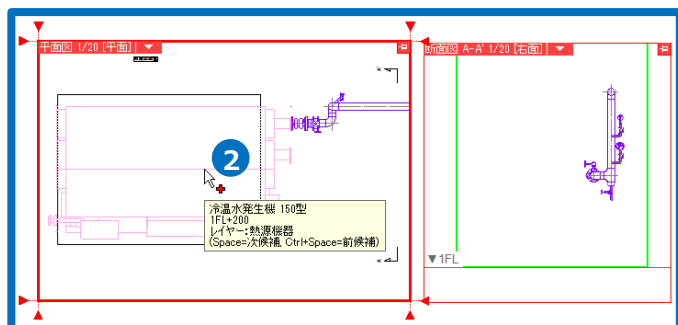 平面図 1/20 [平面]
断面図 A-A' 1/20 [右面]
2
冷温水発生機 150型
1FL+200
レイヤー：熱源機器
(Space=次候補, Ctrl+Space=前候補)
▼1FL